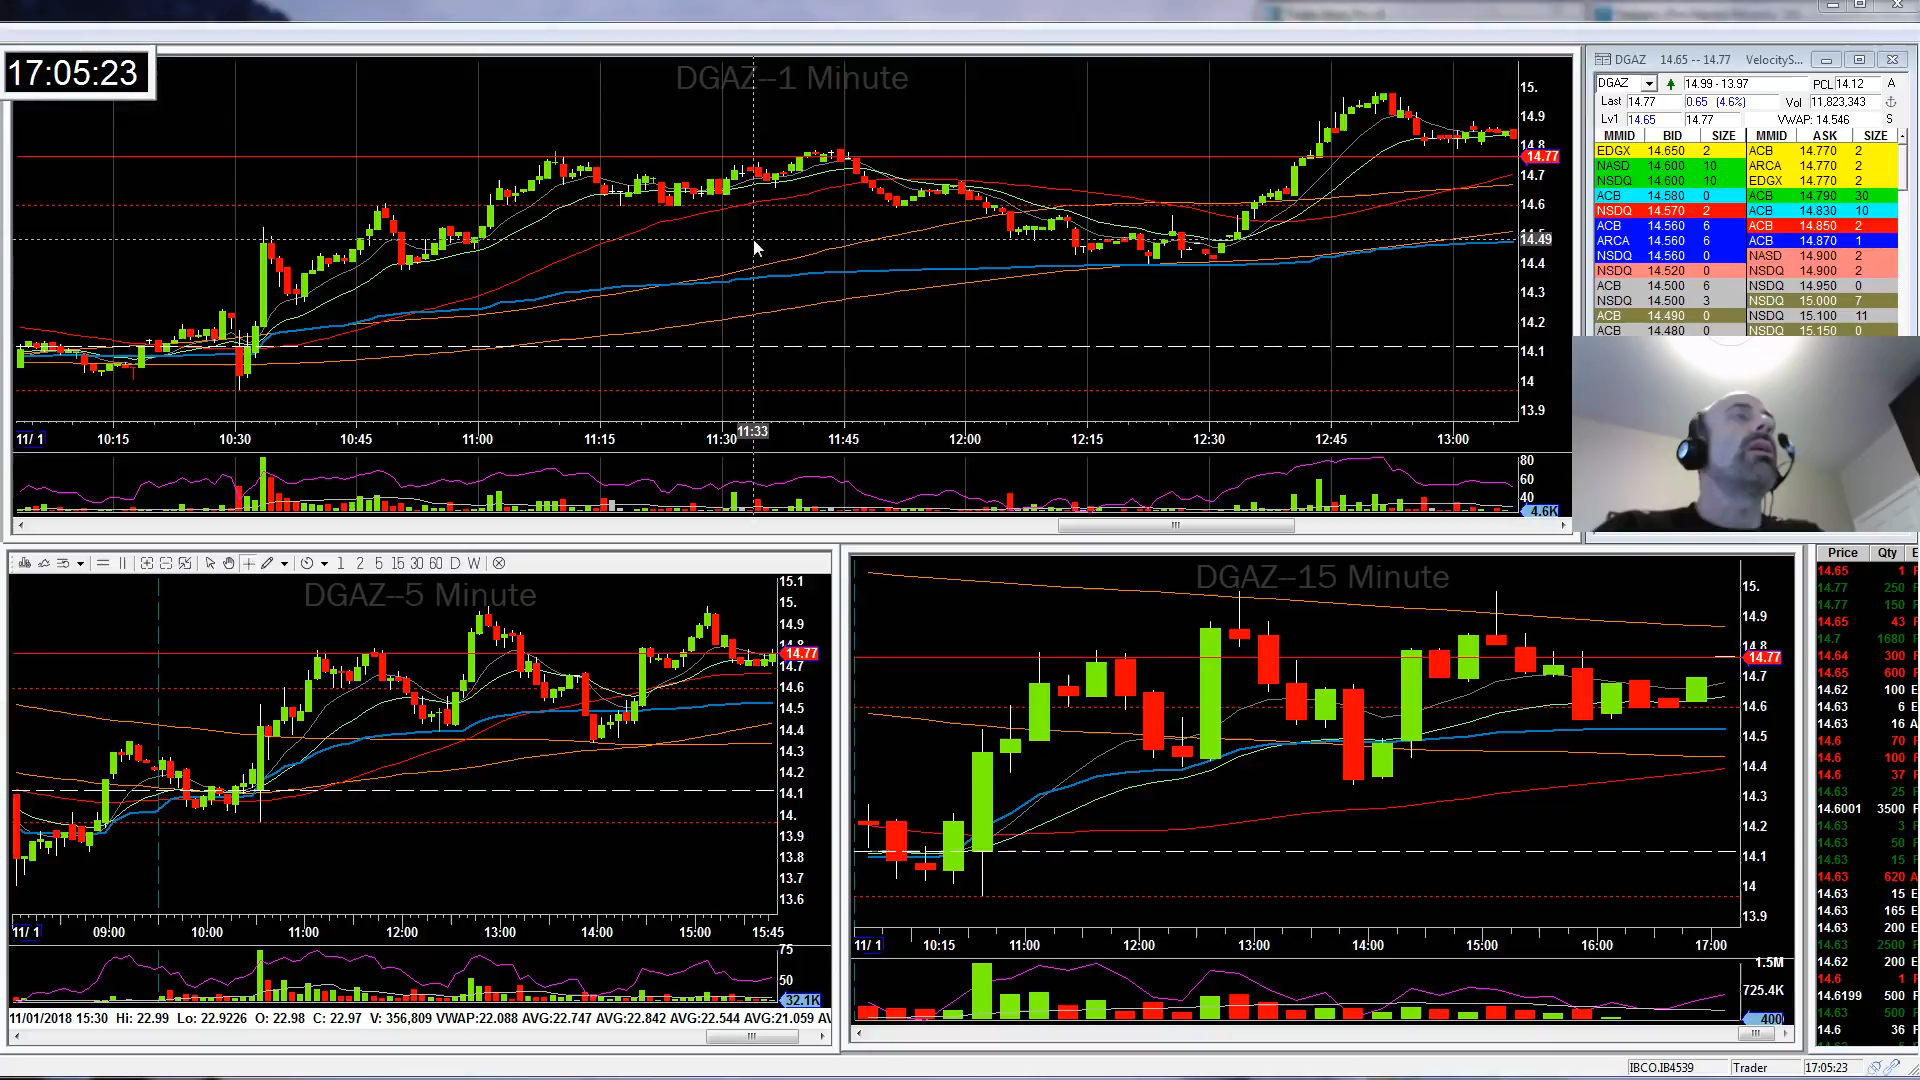 17:05:23
DGAZ--1 Minute
15.
14.9
14.8
14.77
14.7
14.6
14.49
14.4
14.3
14.2
14.1
14
13.9
11/ 1 10:15 10:30 10:45 11:00 11:15 11:30 11:33 11:45 12:00 12:15 12:30 12:45 13:00
80
60
40
4.6K
DGAZ 14.65 -- 14.77 VelocityS...
DGAZ 14.99 - 13.97 PCL 14.12 A
Last 14.77 0.65 (4.6%) Vol 11,823,343
Lv1 14.65 14.77 VWAP: 14.546 S
MMID BID SIZE MMID ASK SIZE
EDGX 14.650 2 ACB 14.770 2
NASD 14.600 10 ARCA 14.770 2
NSDQ 14.600 10 EDGX 14.770 2
ACB 14.580 0 ACB 14.790 30
NSDQ 14.570 2 ACB 14.830 10
ACB 14.560 6 ACB 14.850 2
ARCA 14.560 6 ACB 14.870 1
NSDQ 14.560 0 NASD 14.900 2
NSDQ 14.520 0 NSDQ 14.900 2
ACB 14.500 6 NSDQ 14.950 0
NSDQ 14.500 3 NSDQ 15.000 7
ACB 14.490 0 NSDQ 15.100 11
ACB 14.480 0 NSDQ 15.150 0
1 2 5 15 30 60 D W
DGAZ--5 Minute
15.1
15.
14.9
14.8
14.77
14.7
14.6
14.5
14.4
14.3
14.2
14.1
14.
13.9
13.8
13.7
13.6
11/ 1 09:00 10:00 11:00 12:00 13:00 14:00 15:00 15:45
75
50
32.1K
11/01/2018 15:30 Hi: 22.99 Lo: 22.9226 O: 22.98 C: 22.97 V: 356,809 VWAP:22.088 AVG:22.747 AVG:22.842 AVG:22.544 AVG:21.059 AV
DGAZ--15 Minute
15.
14.9
14.8
14.77
14.7
14.6
14.5
14.4
14.3
14.2
14.1
14
13.9
11/ 1 10:15 11:00 12:00 13:00 14:00 15:00 16:00 17:00
1.5M
725.4K
400
Price Qty E
14.65 1 F
14.77 250 F
14.77 150 F
14.65 43 F
14.7 1680 F
14.64 300 F
14.65 600 F
14.62 100 E
14.63 6 E
14.63 16 A
14.6 70 F
14.6 100 F
14.6 37 F
14.63 25 F
14.6001 3500 F
14.63 3 F
14.63 50 F
14.63 15 F
14.63 620 A
14.63 15 E
14.63 165 E
14.63 200 E
14.63 2500 F
14.62 200 E
14.6 1 F
14.6199 500 F
14.63 500 F
14.6 36 F
IBCO.IB4539 Trader 17:05:23